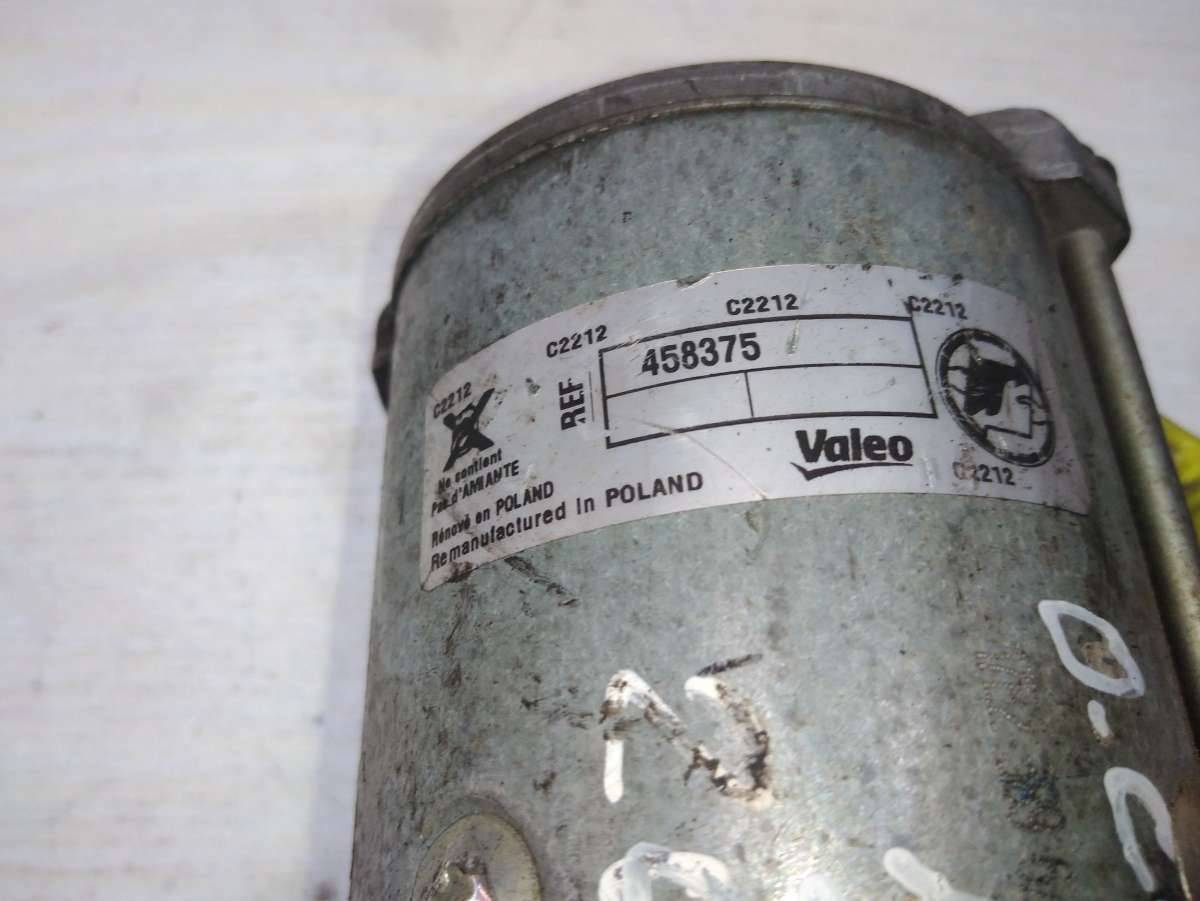 C2212
C2212
C2212
C2212
REF
458375
Ne contient
Pas d'AMIANTE
Valeo
C2212
Rénové en POLAND
Remanufactured in POLAND